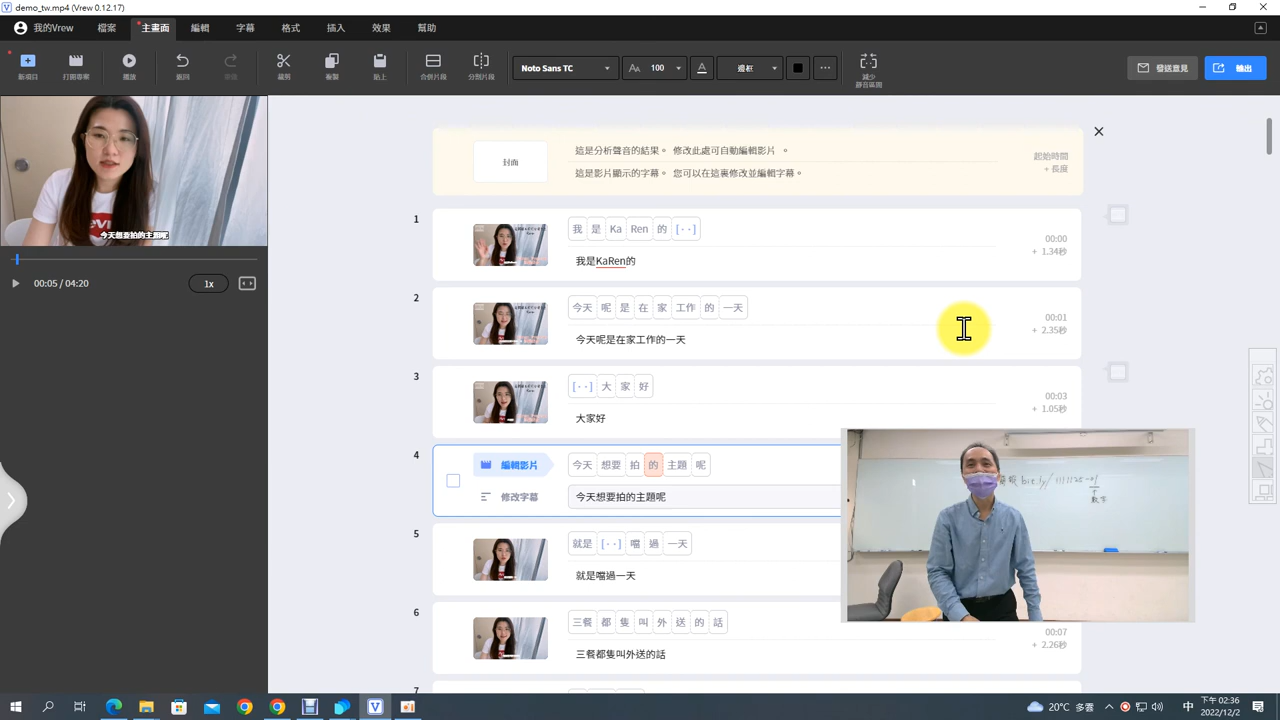 demo_tw.mp4 (Vrew 0.12.17)
我的Vrew 檔案 主畫面 編輯 字幕 格式 插入 效果 幫助
新項目 打開專案 播放 返回 裁剪 複製 貼上 合併片段 分割片段 Noto Sans TC 100 邊框 減少 靜音區間 發送意見 輸出
封面
這是分析聲音的結果。 修改此處可自動編輯影片 。
這是影片顯示的字幕。 您可以在這裏修改並編輯字幕。
起始時間
+ 長度
今天想要拍的主題呢
00:05 / 04:20 1x
1
我 是 Ka Ren 的 [··]
我是KaRen的
00:00
+ 1.34秒
2
今天 呢 是 在 家 工作 的 一天
今天呢是在家工作的一天
00:01
+ 2.35秒
3
[··] 大 家 好
大家好
00:03
+ 1.05秒
4
編輯影片 今天 想要 拍 的 主題 呢
修改字幕 今天想要拍的主題呢
5
就是 [··] 噹 過 一天
就是噹過一天
6
三餐 都 隻 叫 外 送 的 話
三餐都隻叫外送的話
00:07
+ 2.26秒
7
bit.ly/1111125-01
數字
20°C 多雲 中 下午 02:36
2022/12/2